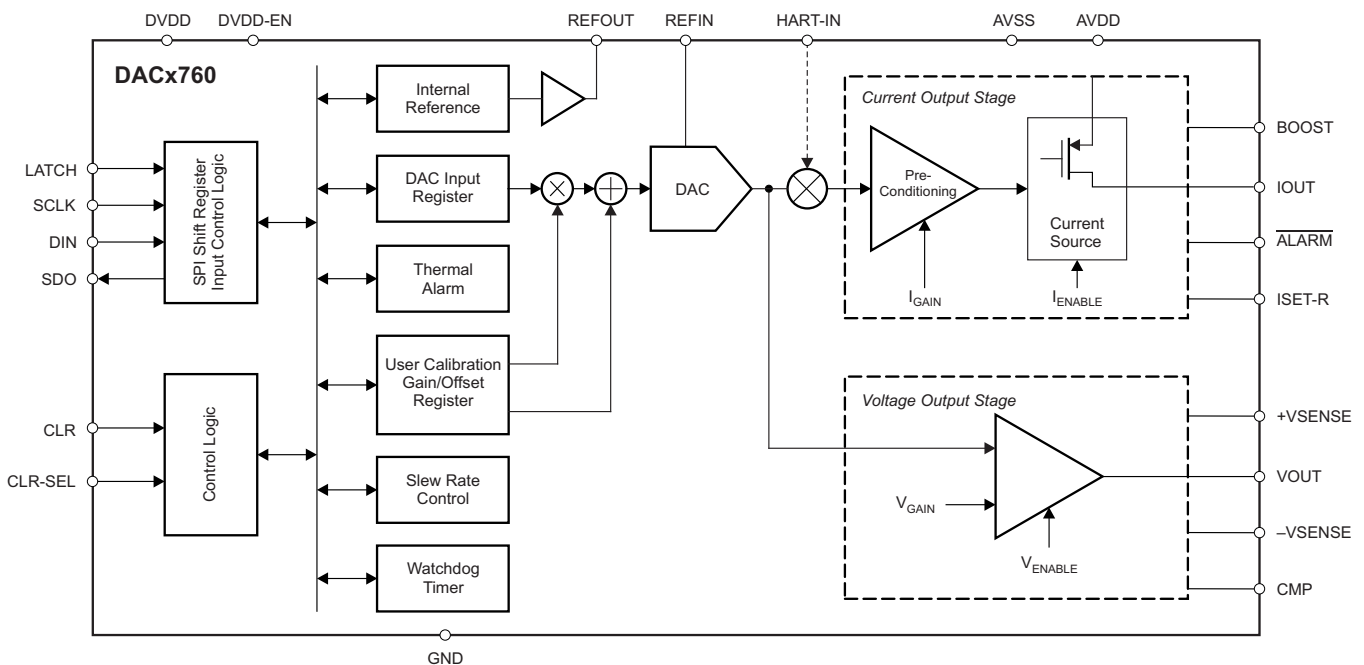 DVDD
DVDD-EN
REFOUT
REFIN
HART-IN
AVSS
AVDD
DACx760
LATCH
SCLK
DIN
SDO
SPI Shift Register
Input Control Logic
CLR
CLR-SEL
Control Logic
Internal
Reference
DAC Input
Register
Thermal
Alarm
User Calibration
Gain/Offset
Register
Slew Rate
Control
Watchdog
Timer
DAC
Current Output Stage
Pre-
Conditioning
Current
Source
IGAIN
IENABLE
Voltage Output Stage
VGAIN
VENABLE
BOOST
IOUT
ALARM
ISET-R
+VSENSE
VOUT
–VSENSE
CMP
GND